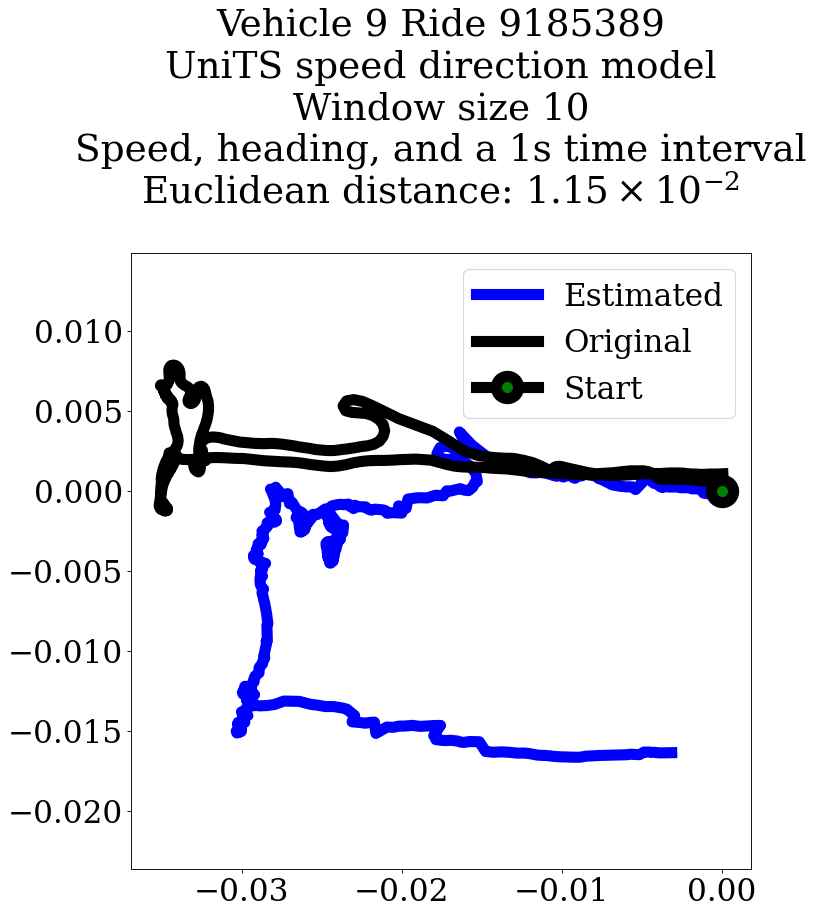 Vehicle 9 Ride 9185389
UniTS speed direction model
Window size 10
Speed, heading, and a 1s time interval
Euclidean distance: 1.15 × 10⁻²
Estimated
Original
Start
0.010
0.005
0.000
−0.005
−0.010
−0.015
−0.020
−0.03 −0.02 −0.01 0.00